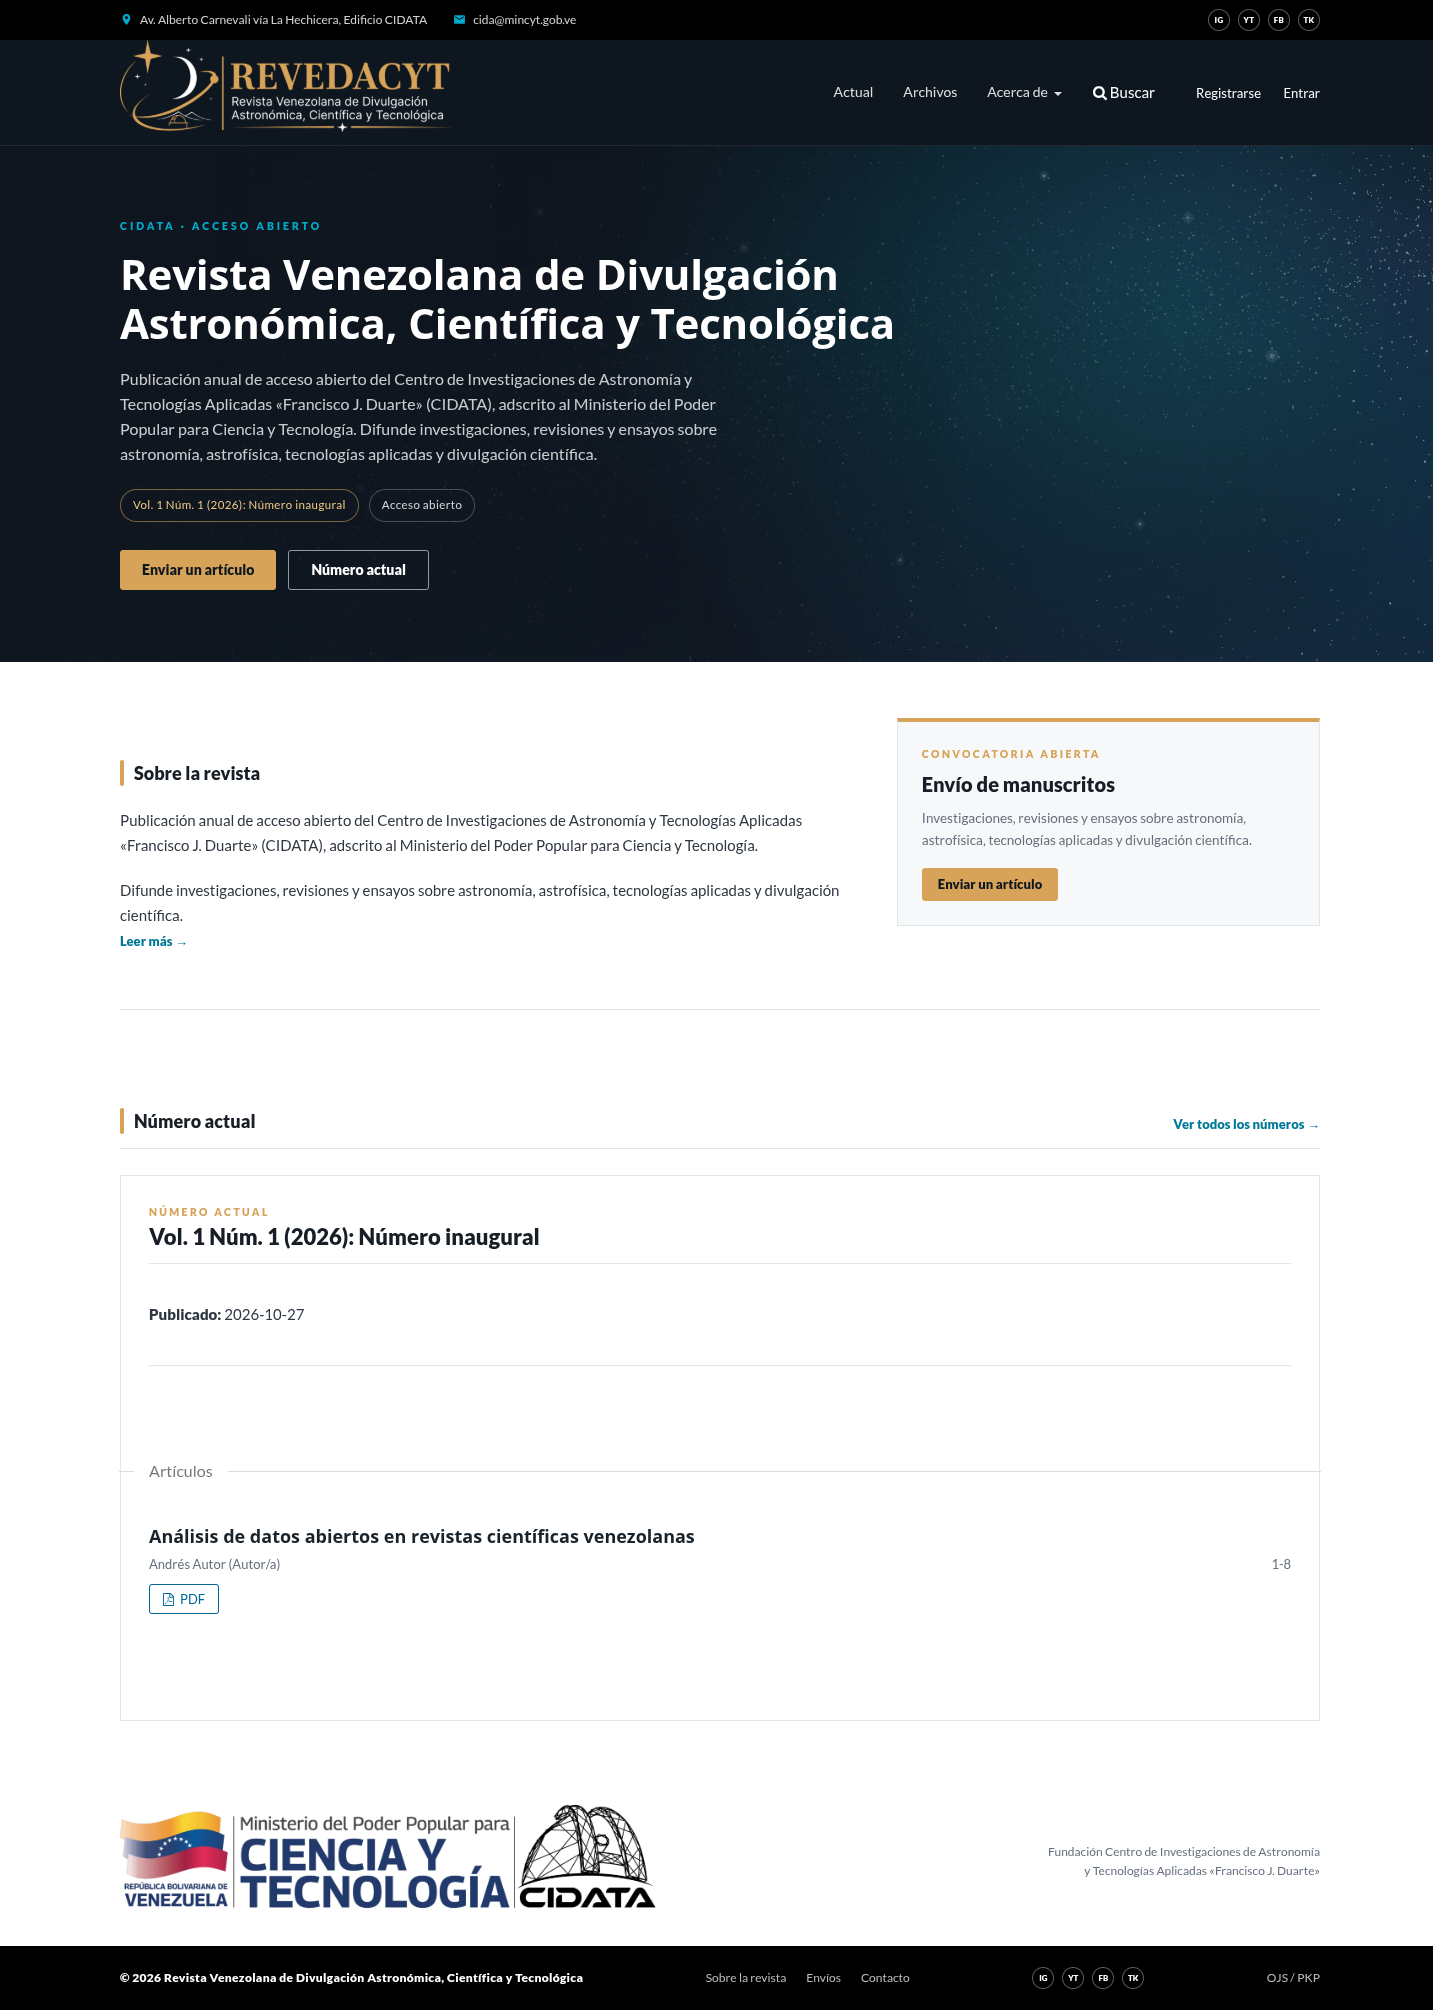 Av. Alberto Carnevali vía La Hechicera, Edificio CIDATA
cida@mincyt.gob.ve
IG YT FB TK
REVEDACYT
Revista Venezolana de Divulgación
Astronómica, Científica y Tecnológica
Actual Archivos Acerca de Buscar Registrarse Entrar
CIDATA · ACCESO ABIERTO
Revista Venezolana de Divulgación
Astronómica, Científica y Tecnológica
Publicación anual de acceso abierto del Centro de Investigaciones de Astronomía y
Tecnologías Aplicadas «Francisco J. Duarte» (CIDATA), adscrito al Ministerio del Poder
Popular para Ciencia y Tecnología. Difunde investigaciones, revisiones y ensayos sobre
astronomía, astrofísica, tecnologías aplicadas y divulgación científica.
Vol. 1 Núm. 1 (2026): Número inaugural
Acceso abierto
Enviar un artículo
Número actual
Sobre la revista
Publicación anual de acceso abierto del Centro de Investigaciones de Astronomía y Tecnologías Aplicadas
«Francisco J. Duarte» (CIDATA), adscrito al Ministerio del Poder Popular para Ciencia y Tecnología.
Difunde investigaciones, revisiones y ensayos sobre astronomía, astrofísica, tecnologías aplicadas y divulgación
científica.
Leer más →
CONVOCATORIA ABIERTA
Envío de manuscritos
Investigaciones, revisiones y ensayos sobre astronomía,
astrofísica, tecnologías aplicadas y divulgación científica.
Enviar un artículo
Número actual
Ver todos los números →
NÚMERO ACTUAL
Vol. 1 Núm. 1 (2026): Número inaugural
Publicado: 2026-10-27
Artículos
Análisis de datos abiertos en revistas científicas venezolanas
Andrés Autor (Autor/a)
1-8
PDF
REPÚBLICA BOLIVARIANA DE
VENEZUELA
Ministerio del Poder Popular para
CIENCIA Y
TECNOLOGÍA
CIDATA
Fundación Centro de Investigaciones de Astronomía
y Tecnologías Aplicadas «Francisco J. Duarte»
© 2026 Revista Venezolana de Divulgación Astronómica, Científica y Tecnológica
Sobre la revista Envíos Contacto
IG YT FB TK
OJS / PKP